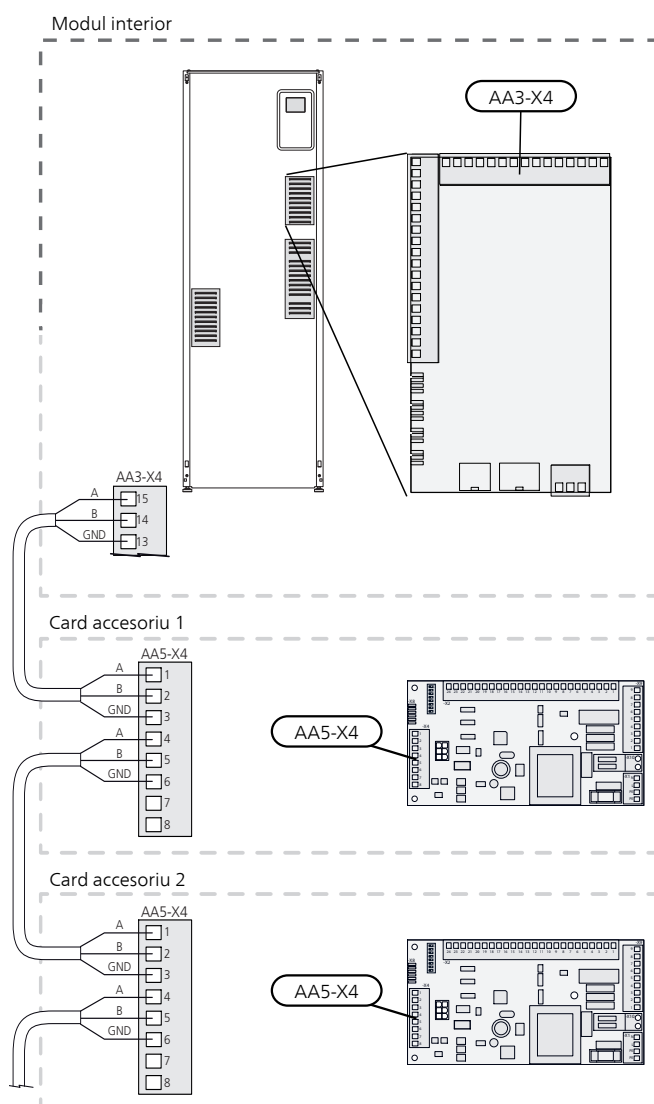 Modul interior
AA3-X4
AA3-X4
A
15
B
14
GND
13
Card accesoriu 1
AA5-X4
A
1
B
2
GND
3
A
4
B
5
GND
6
7
8
AA5-X4
Card accesoriu 2
AA5-X4
A
1
B
2
GND
3
A
4
B
5
GND
6
7
8
AA5-X4